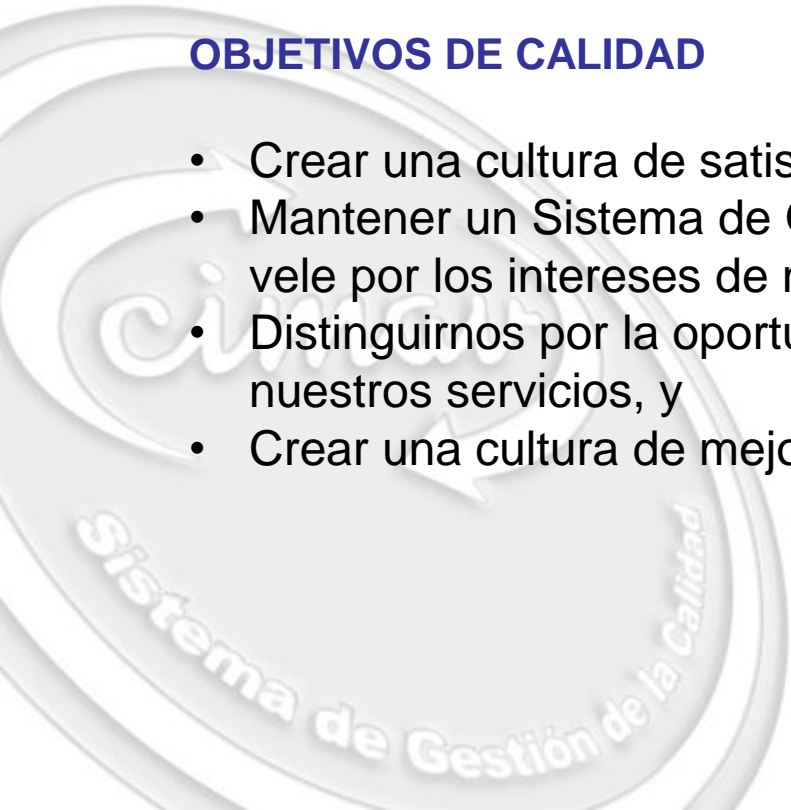 OBJETIVOS DE CALIDAD
• Crear una cultura de satis
• Mantener un Sistema de
vele por los intereses de
• Distinguirnos por la oportu
nuestros servicios, y
• Crear una cultura de mejo
cimar
Sistema de Gestión de la Calidad